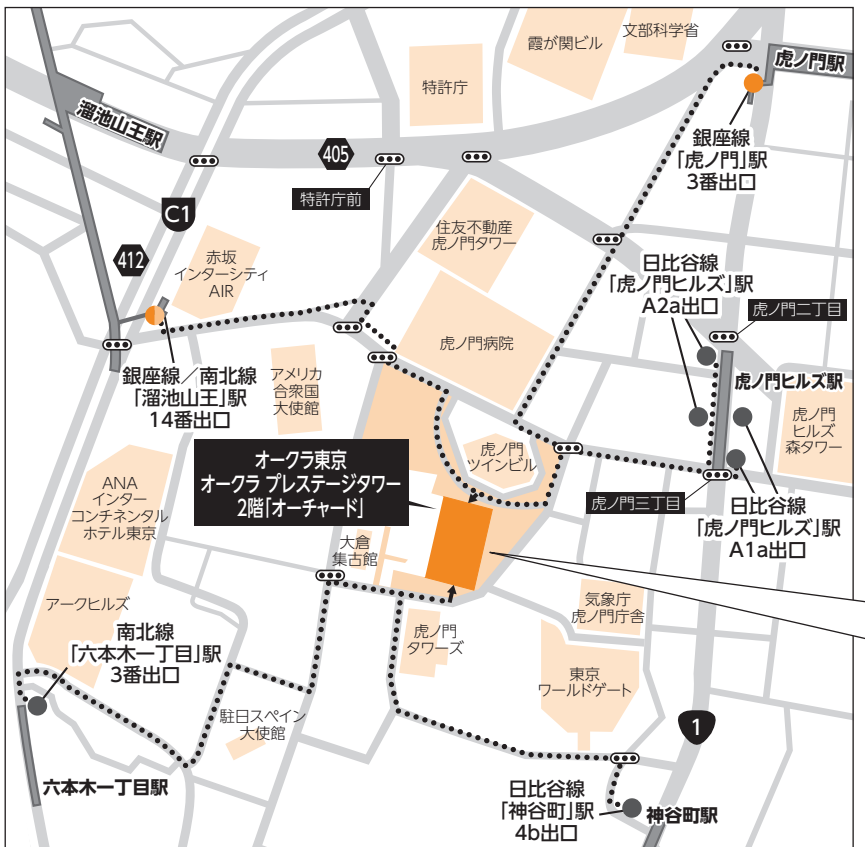 霞が関ビル
文部科学省
虎ノ門駅
特許庁
溜池山王駅
405
特許庁前
銀座線
「虎ノ門」駅
3番出口
C1
412
赤坂
インターシティ
AIR
住友不動産
虎ノ門タワー
日比谷線
「虎ノ門ヒルズ」駅
A2a出口
虎ノ門二丁目
虎ノ門病院
銀座線／南北線
「溜池山王」駅
14番出口
アメリカ
合衆国
大使館
虎ノ門ヒルズ駅
虎ノ門
ヒルズ
森タワー
オークラ東京
オークラ プレステージタワー
2階「オーチャード」
虎ノ門
ツインビル
ANA
インター
コンチネンタル
ホテル東京
虎ノ門三丁目
日比谷線
「虎ノ門ヒルズ」駅
A1a出口
大倉
集古館
アークヒルズ
気象庁
虎ノ門庁舎
南北線
「六本木一丁目」駅
3番出口
虎ノ門
タワーズ
東京
ワールドゲート
駐日スペイン
大使館
1
六本木一丁目駅
日比谷線
「神谷町」駅
4b出口
神谷町駅